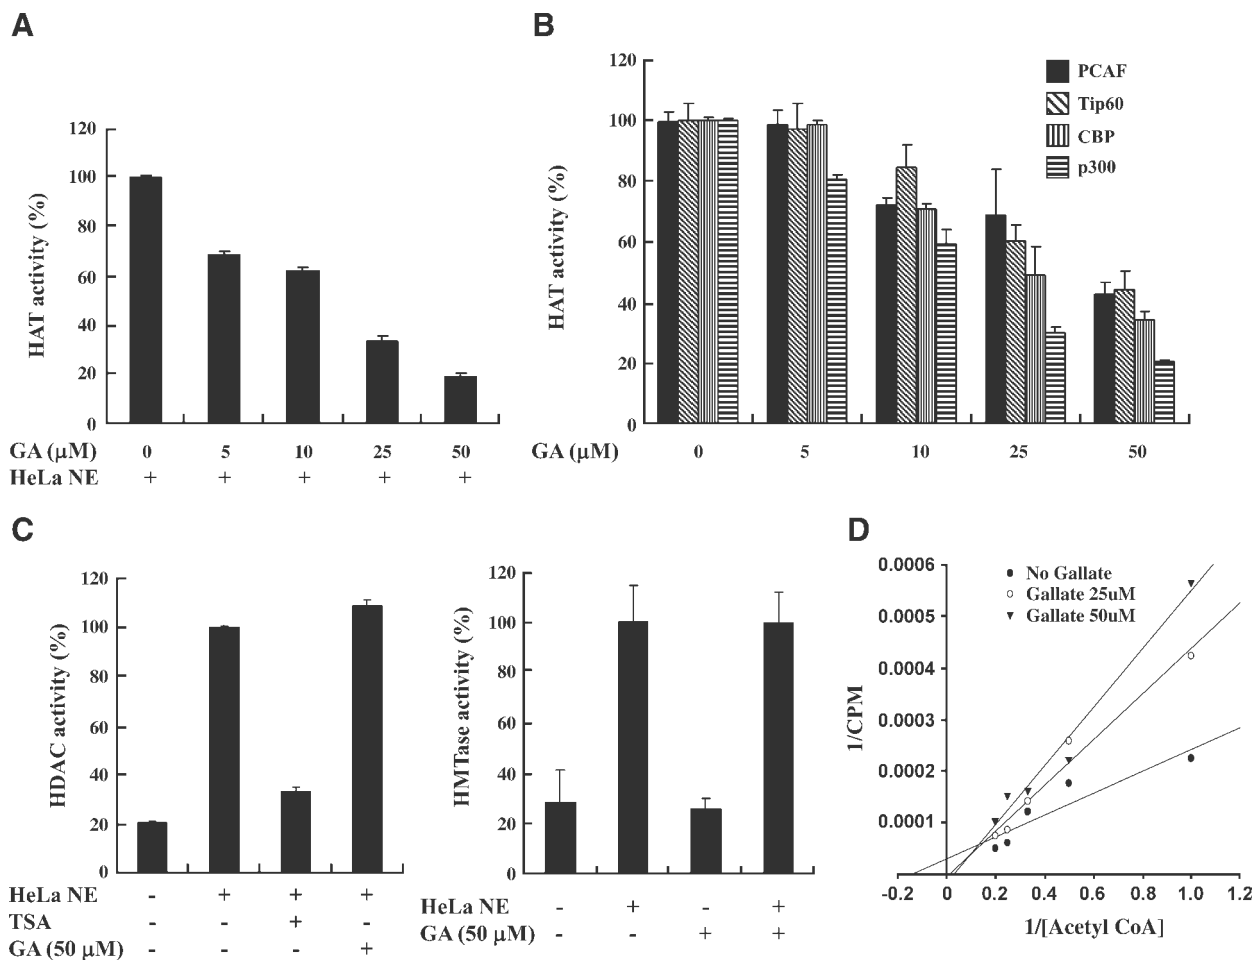 A
120
100
80
60
40
20
0
HAT activity (%)
GA (μM) 0 5 10 25 50
HeLa NE + + + + +
B
120
100
80
60
40
20
0
HAT activity (%)
PCAF
Tip60
CBP
p300
GA (μM) 0 5 10 25 50
C
120
100
80
60
40
20
0
HDAC activity (%)
HeLa NE - + + +
TSA - - + -
GA (50 μM) - - - +
120
100
80
60
40
20
0
HMTase activity (%)
HeLa NE - + - +
GA (50 μM) - - + +
D
0.0006
0.0005
0.0004
0.0003
0.0002
0.0001
1/CPM
No Gallate
Gallate 25uM
Gallate 50uM
-0.2 0 0.2 0.4 0.6 0.8 1.0 1.2
1/[Acetyl CoA]